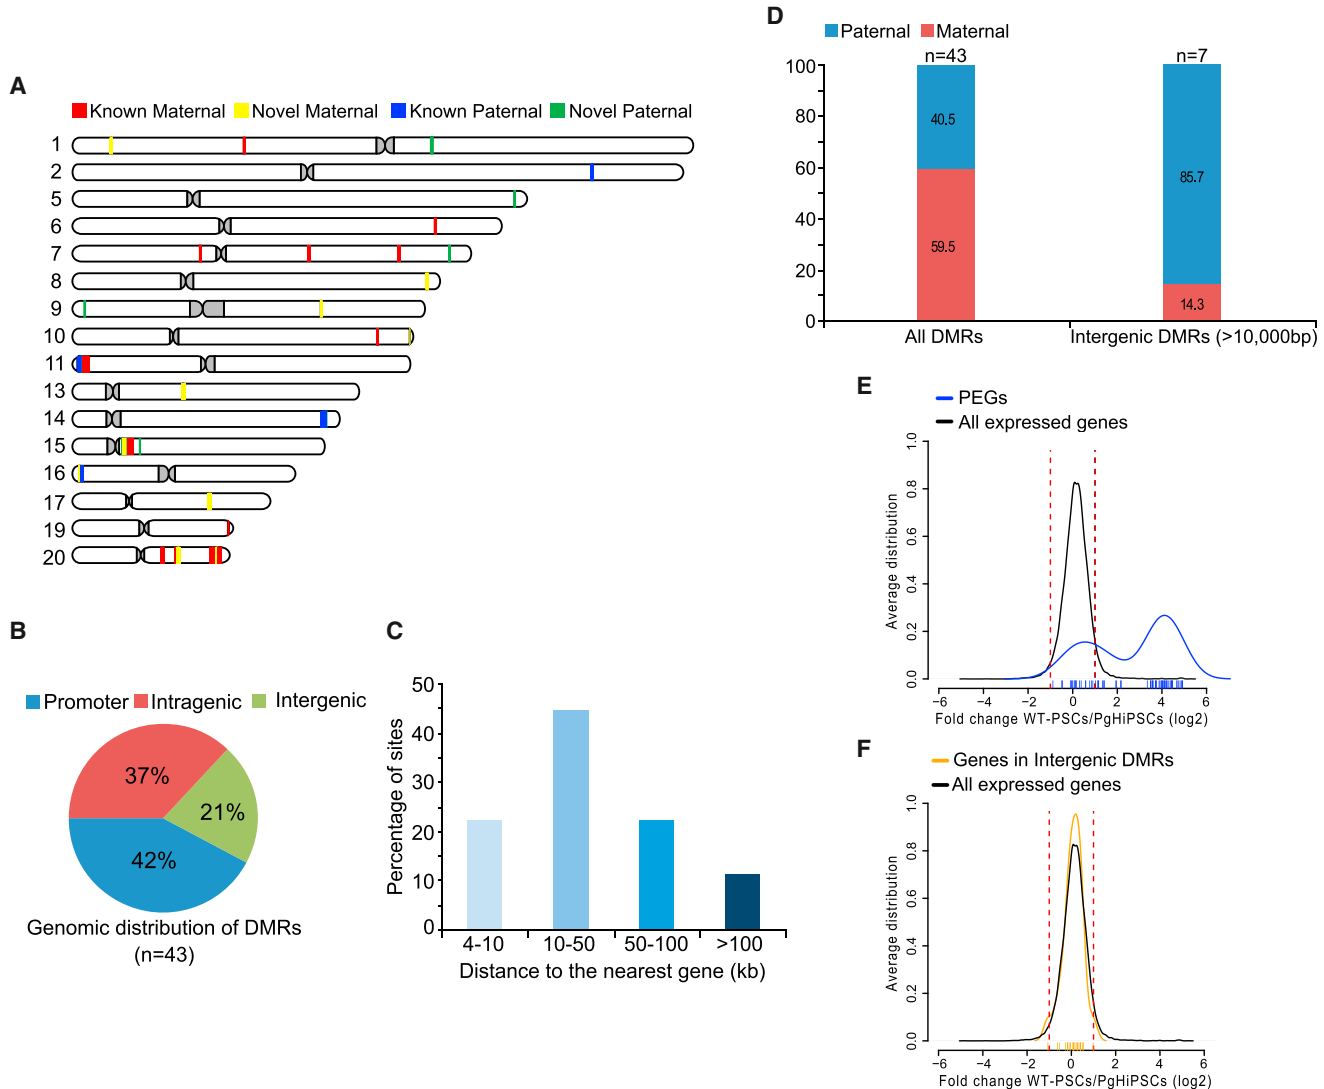 A
Known Maternal Novel Maternal Known Paternal Novel Paternal
1
2
5
6
7
8
9
10
11
13
14
15
16
17
19
20
B
Promoter Intragenic Intergenic
37%
21%
42%
Genomic distribution of DMRs
(n=43)
C
Percentage of sites
50
40
30
20
10
0
4-10 10-50 50-100 >100
Distance to the nearest gene (kb)
D
Paternal Maternal
n=43 n=7
100
80
60
40
20
0
40.5
59.5
85.7
14.3
All DMRs Intergenic DMRs (>10,000bp)
E
PEGs
All expressed genes
Average distribution
1.0
0.8
0.6
0.4
0.2
0.0
−6 −4 −2 0 2 4 6
Fold change WT-PSCs/PgHiPSCs (log2)
F
Genes in Intergenic DMRs
All expressed genes
Average distribution
1.0
0.8
0.6
0.4
0.2
0.0
−6 −4 −2 0 2 4 6
Fold change WT-PSCs/PgHiPSCs (log2)